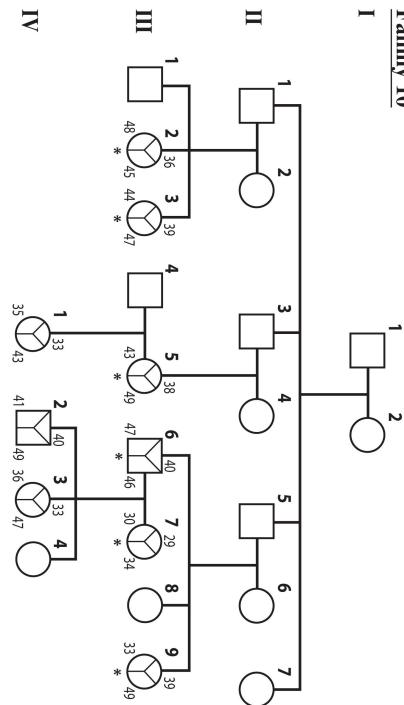 Family 10
I
1 2
II
1 2 3 4 5 6 7
III
1 2 3 4 5 6 7 8 9
36 39 38 40 29 39
48 45 44 47 43 49 47 46 30 34 33 49
* * * * * *
IV
1 2 3 4
33 40 33
35 43 41 49 36 47